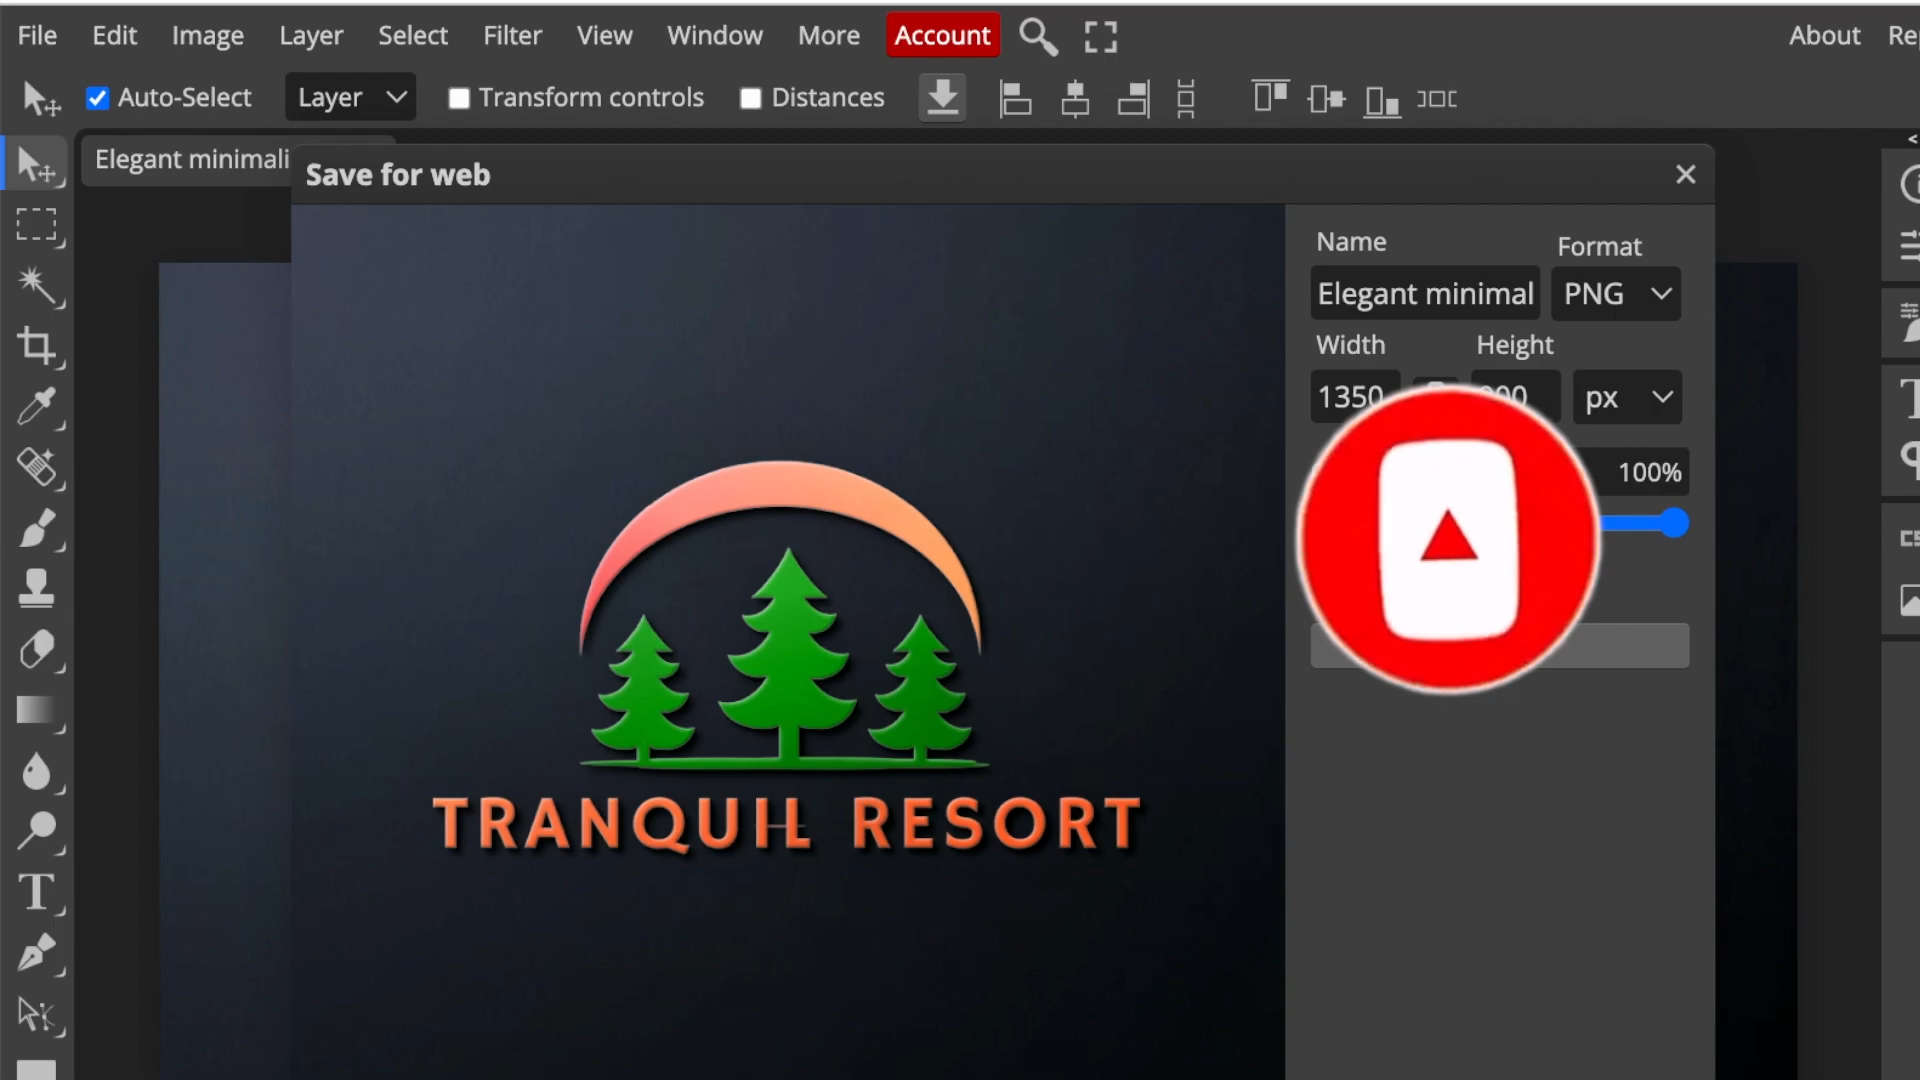 File Edit Image Layer Select Filter View Window More Account About
Auto-Select Layer Transform controls Distances
Elegant minimali
Save for web
Name Format
Elegant minimal PNG
Width Height
1350 px
100%
TRANQUIL RESORT